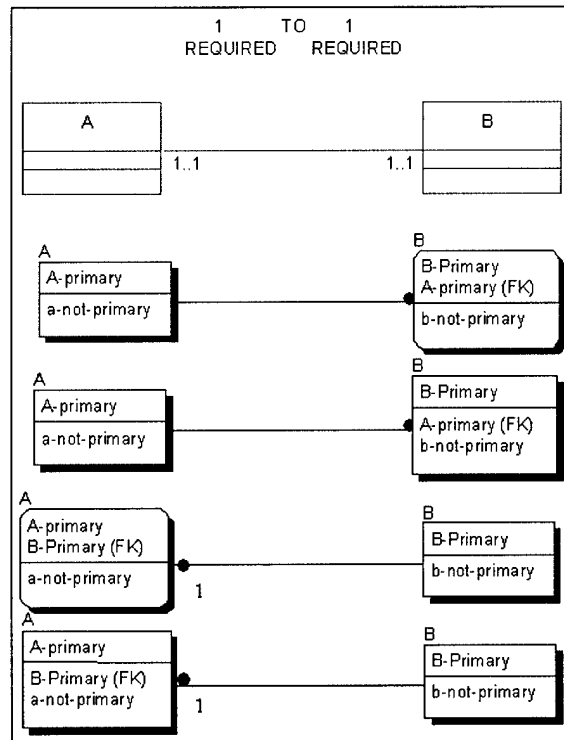 1 TO 1
REQUIRED REQUIRED
A B
1..1 1..1
A B
A-primary
a-not-primary
B-Primary
A-primary (FK)
b-not-primary
A B
A-primary
a-not-primary
B-Primary
A-primary (FK)
b-not-primary
A B
A-primary
B-Primary (FK)
a-not-primary
1
B-Primary
b-not-primary
A B
A-primary
B-Primary (FK)
a-not-primary
1
B-Primary
b-not-primary